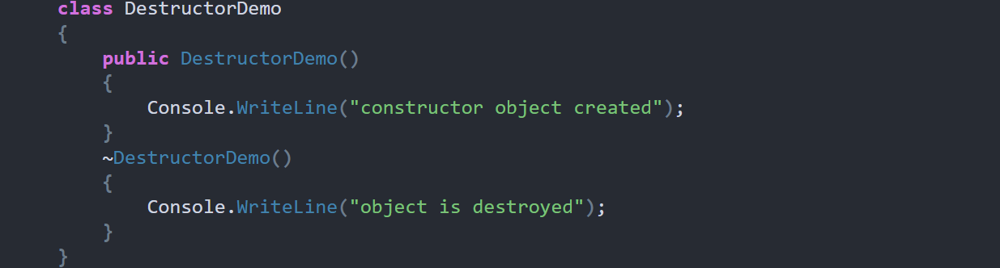 class DestructorDemo
{
public DestructorDemo()
{
Console.WriteLine("constructor object created");
}
~DestructorDemo()
{
Console.WriteLine("object is destroyed");
}
}